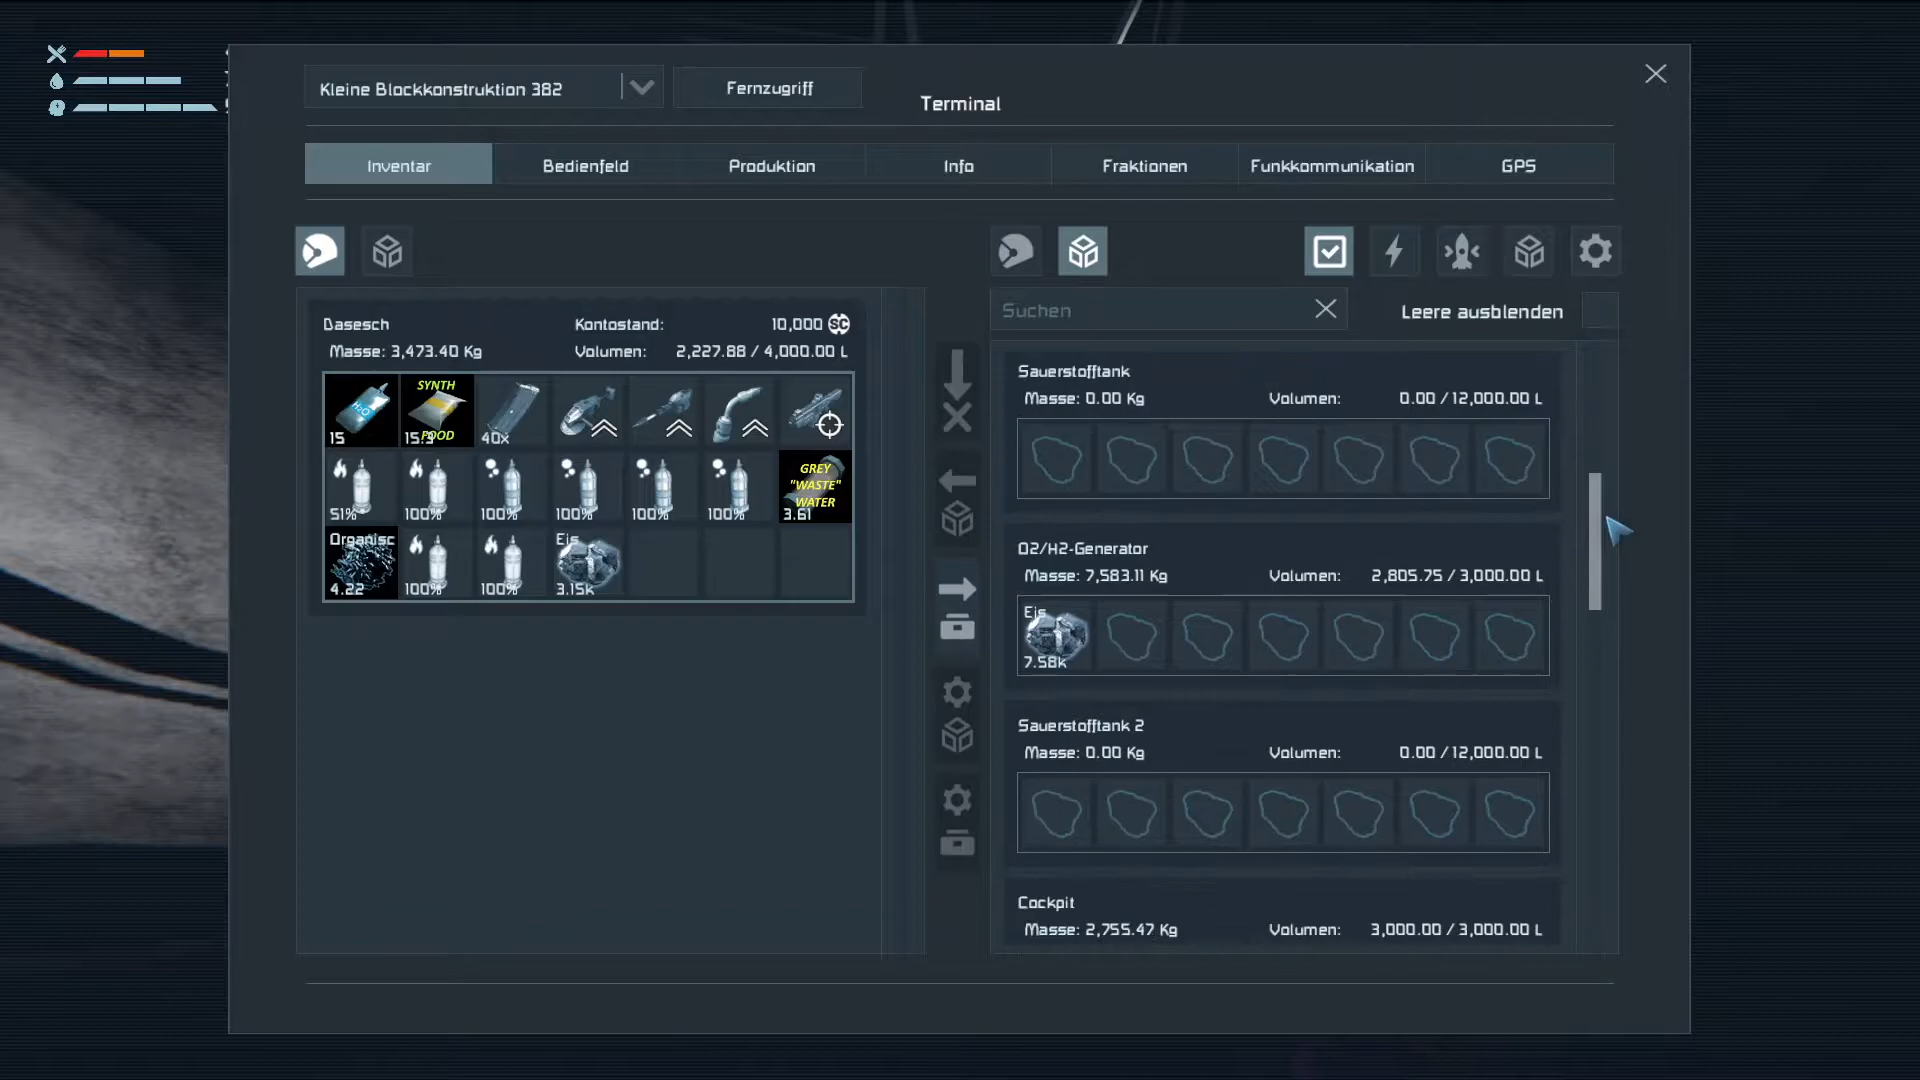 Kleine Blockkonstruktion 382
Fernzugriff
Terminal
Inventar
Bedienfeld
Produktion
Info
Fraktionen
Funkkommunikation
GPS
Suchen
Leere ausblenden
Dasesch
Kontostand: 10,000 SC
Masse: 3,473.40 Kg
Volumen: 2,227.88 / 4,000.00 L
H2O
15
SYNTH
FOOD
15.9
40x
51%
100%
100%
100%
100%
100%
GREY
"WASTE"
WATER
3.61
Organisc
4.22
100%
100%
Eis
3.15k
Sauerstofftank
Masse: 0.00 Kg
Volumen: 0.00 / 12,000.00 L
O2/H2-Generator
Masse: 7,583.11 Kg
Volumen: 2,805.75 / 3,000.00 L
Eis
7.58k
Sauerstofftank 2
Masse: 0.00 Kg
Volumen: 0.00 / 12,000.00 L
Cockpit
Masse: 2,755.47 Kg
Volumen: 3,000.00 / 3,000.00 L